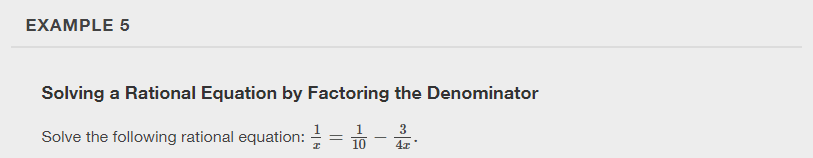 EXAMPLE 5
Solving a Rational Equation by Factoring the Denominator
Solve the following rational equation: 1/x = 1/10 − 3/4x.